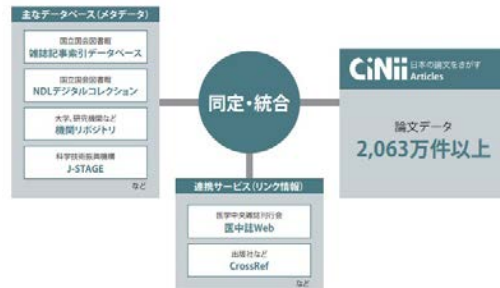 主なデータベース(メタデータ)
国立国会図書館
雑誌記事索引データベース
国立国会図書館
NDLデジタルコレクション
大学、研究機関など
機関リポジトリ
科学技術振興機構
J-STAGE
など
同定・統合
CiNii 日本の論文をさがす
Articles
論文データ
2,063万件以上
連携サービス(リンク情報)
医学中央雑誌刊行会
医中誌Web
出版社など
CrossRef
など